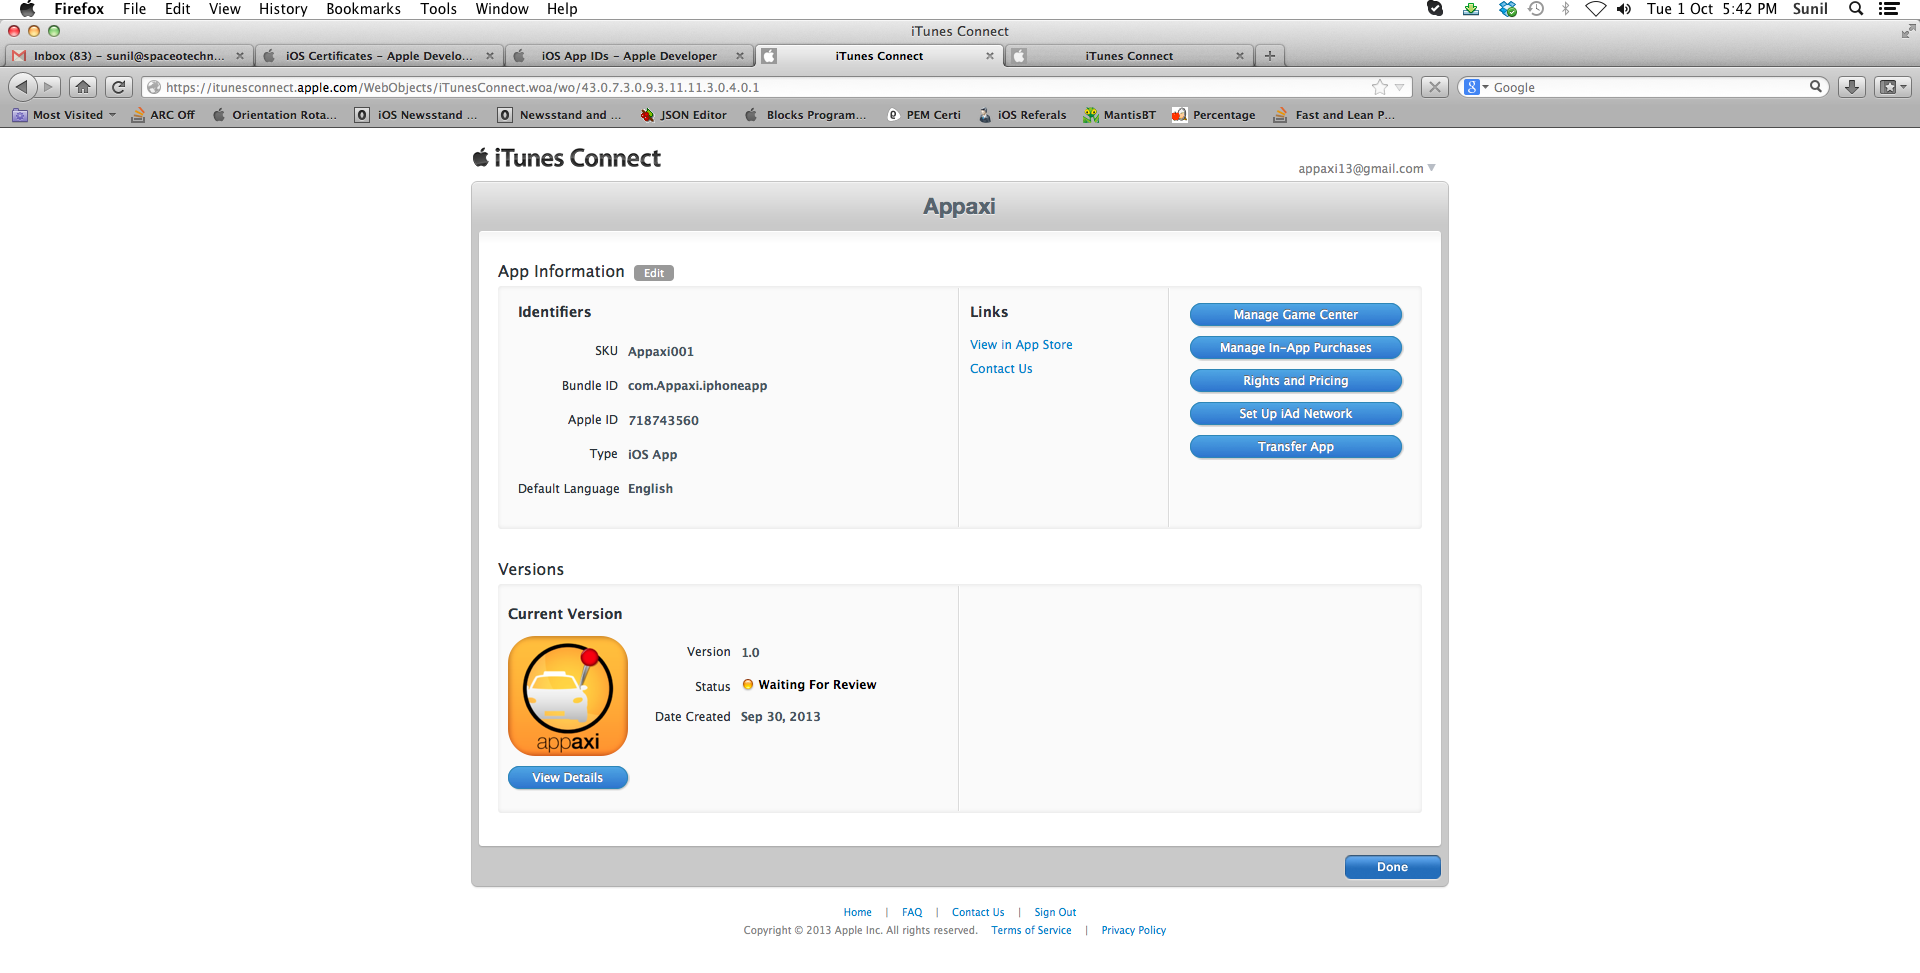 Firefox File Edit View History Bookmarks Tools Window Help Tue 1 Oct 5:42 PM Sunil
iTunes Connect
Inbox (83) – sunil@spaceotechn... iOS Certificates – Apple Develo... iOS App IDs – Apple Developer iTunes Connect iTunes Connect
https://itunesconnect.apple.com/WebObjects/iTunesConnect.woa/wo/43.0.7.3.0.9.3.11.11.3.0.4.0.1 Google
Most Visited ARC Off Orientation Rota... iOS Newsstand ... Newsstand and ... JSON Editor Blocks Program... PEM Certi iOS Referals MantisBT Percentage Fast and Lean P...
iTunes Connect
appaxi13@gmail.com
Appaxi
App Information Edit
Identifiers
SKU Appaxi001
Bundle ID com.Appaxi.iphoneapp
Apple ID 718743560
Type iOS App
Default Language English
Links
View in App Store
Contact Us
Manage Game Center
Manage In-App Purchases
Rights and Pricing
Set Up iAd Network
Transfer App
Versions
Current Version
appaxi
Version 1.0
Status Waiting For Review
Date Created Sep 30, 2013
View Details
Done
Home | FAQ | Contact Us | Sign Out
Copyright © 2013 Apple Inc. All rights reserved. Terms of Service | Privacy Policy